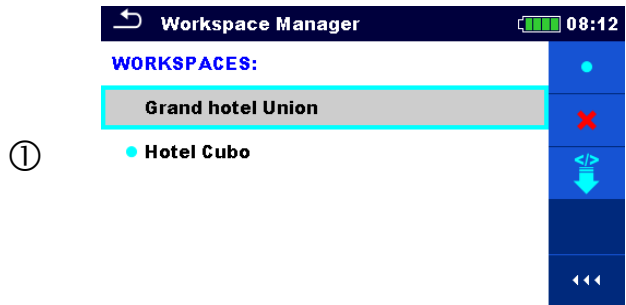 Workspace Manager 08:12
WORKSPACES:
Grand hotel Union
① Hotel Cubo
</>